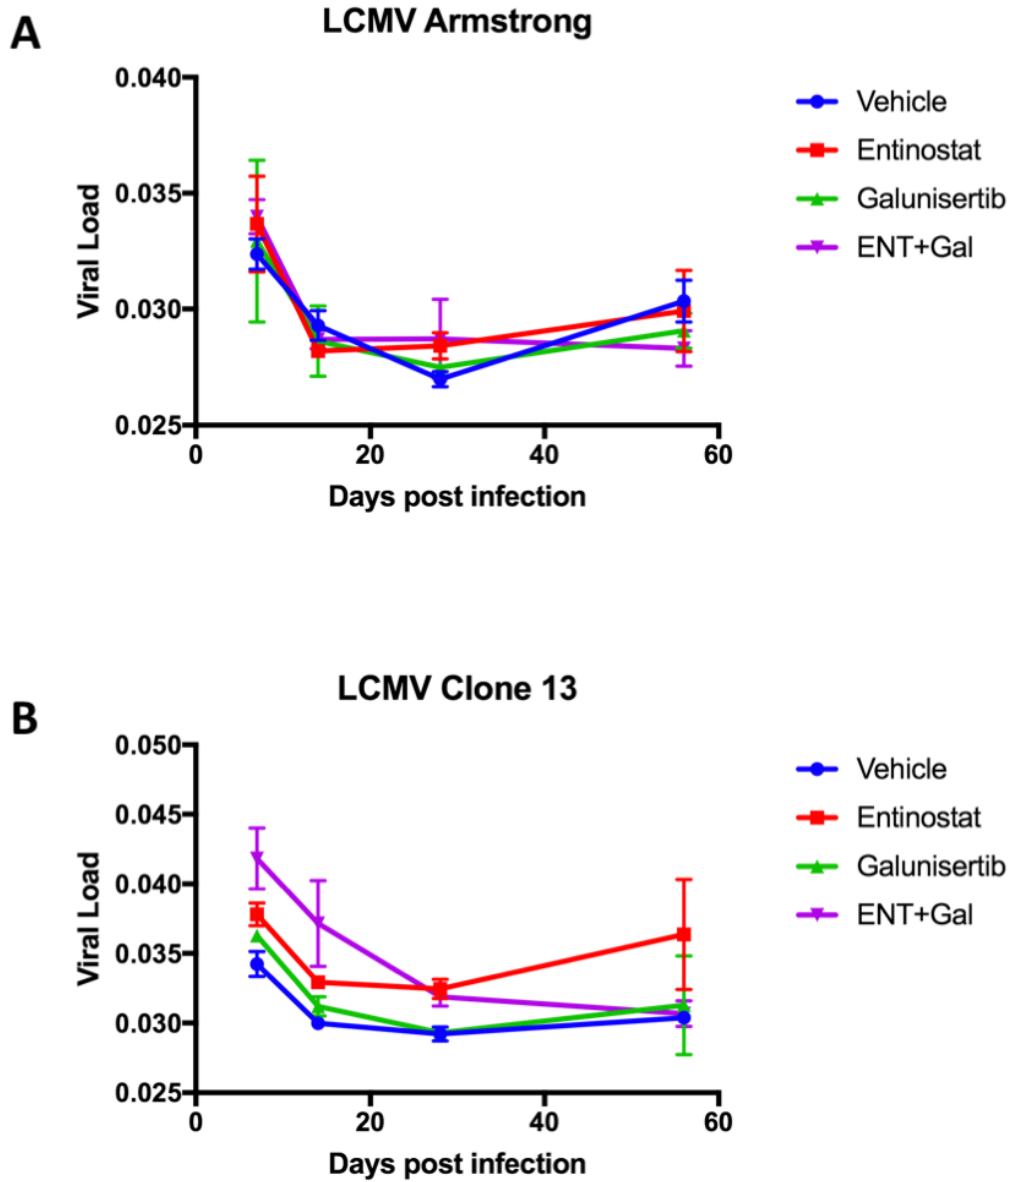 A
LCMV Armstrong
0.040
0.035
0.030
0.025
Viral Load
0
20
40
60
Days post infection
Vehicle
Entinostat
Galunisertib
ENT+Gal
B
LCMV Clone 13
0.050
0.045
0.040
0.035
0.030
0.025
Viral Load
0
20
40
60
Days post infection
Vehicle
Entinostat
Galunisertib
ENT+Gal